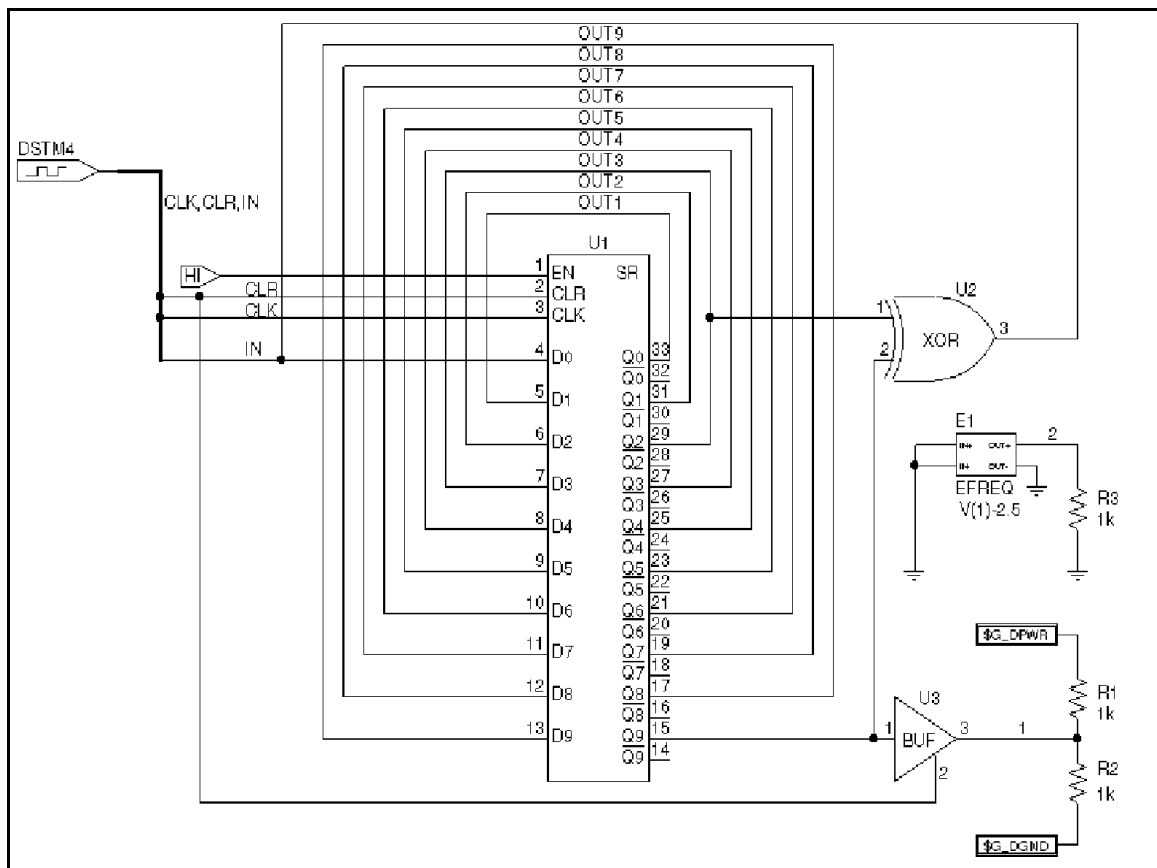 OUT9
OUT8
OUT7
OUT6
OUT5
OUT4
OUT3
OUT2
OUT1
DSTM4
CLK,CLR,IN
U1
HI
1 EN SR
CLR 2 CLR
CLK 3 CLK
IN 4 D0 Q0 33
Q0 32
5 D1 Q1 31
Q1 30
6 D2 Q2 29
Q2 28
7 D3 Q3 27
Q3 26
8 D4 Q4 25
Q4 24
9 D5 Q5 23
Q5 22
10 D6 Q6 21
Q6 20
11 D7 Q7 19
Q7 18
12 D8 Q8 17
Q8 16
13 D9 Q9 15
Q9 14
U2
1
2
XOR
3
E1
IN+ OUT+
IN+ OUT-
2
EFREQ
V(1)-2.5
R3
1k
$G_DPWR
U3
1 BUF 3
2
1
R1
1k
R2
1k
$G_DGND